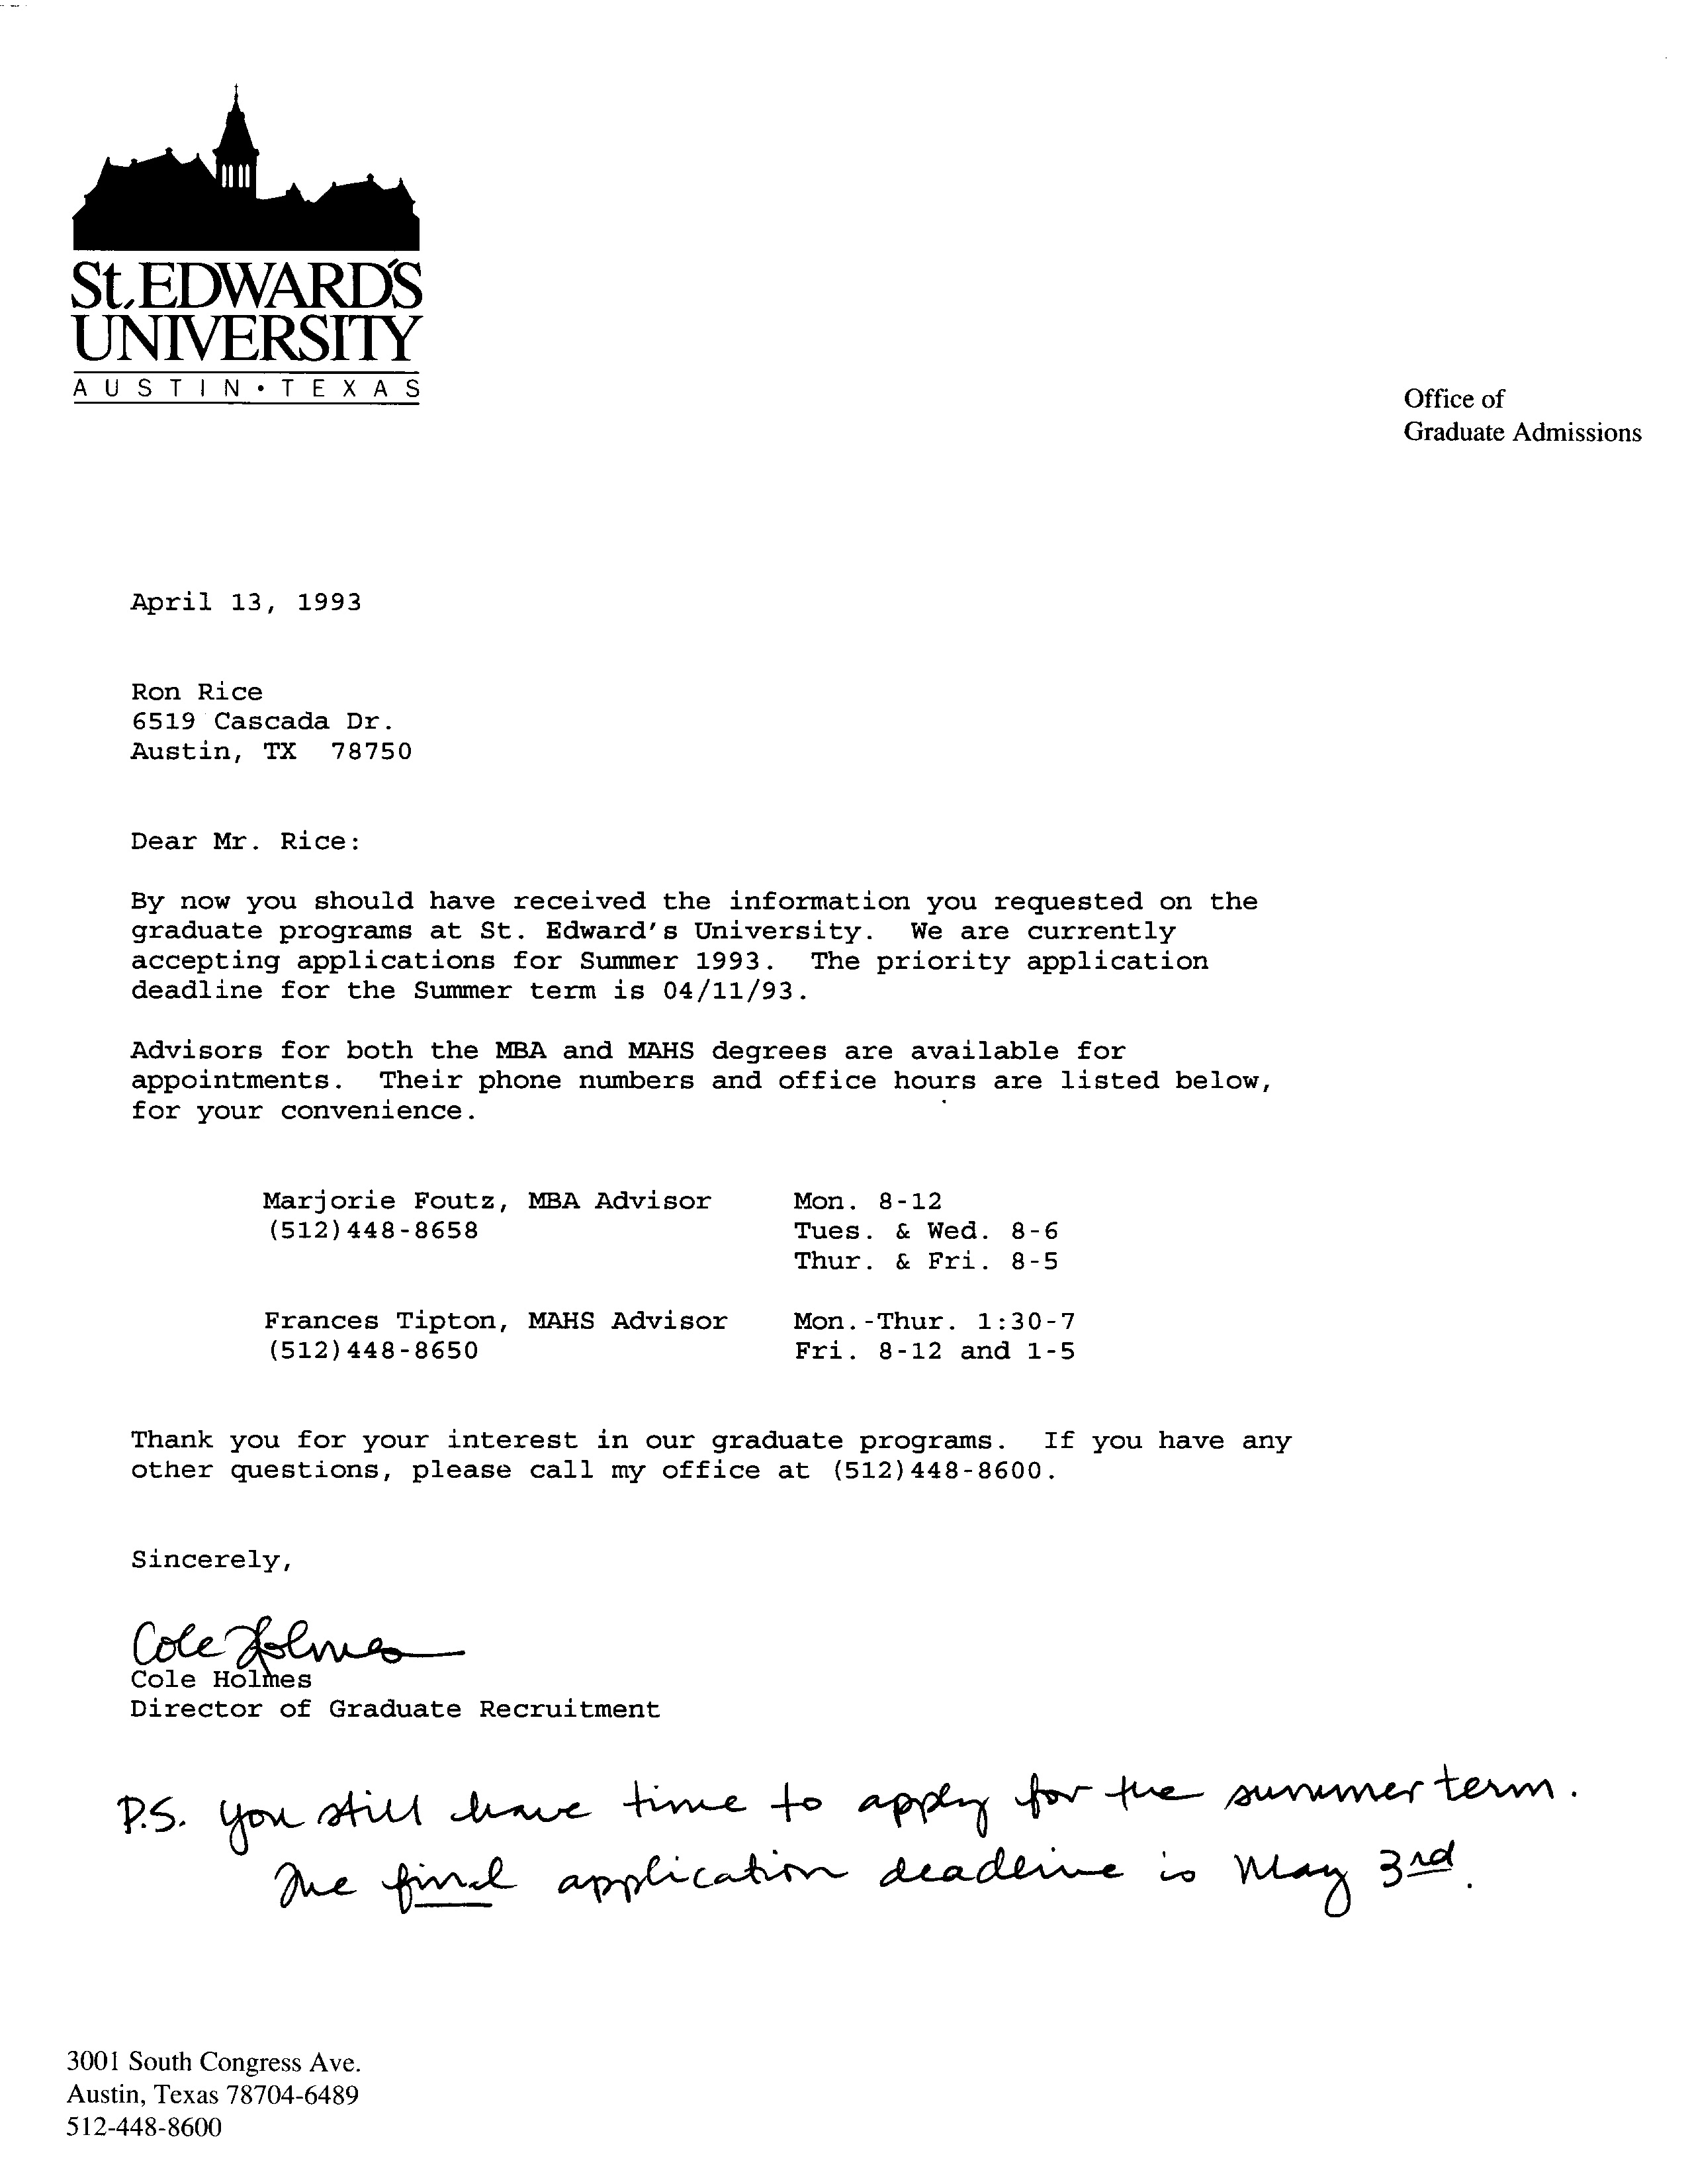 St. EDWARD'S
UNIVERSITY
AUSTIN • TEXAS
Office of
Graduate Admissions
April 13, 1993
Ron Rice
6519 Cascada Dr.
Austin, TX 78750
Dear Mr. Rice:
By now you should have received the information you requested on the
graduate programs at St. Edward's University. We are currently
accepting applications for Summer 1993. The priority application
deadline for the Summer term is 04/11/93.
Advisors for both the MBA and MAHS degrees are available for
appointments. Their phone numbers and office hours are listed below,
for your convenience.
Marjorie Foutz, MBA Advisor Mon. 8-12
(512)448-8658 Tues. & Wed. 8-6
Thur. & Fri. 8-5
Frances Tipton, MAHS Advisor Mon.-Thur. 1:30-7
(512)448-8650 Fri. 8-12 and 1-5
Thank you for your interest in our graduate programs. If you have any
other questions, please call my office at (512)448-8600.
Sincerely,
Cole Holmes
Cole Holmes
Director of Graduate Recruitment
P.S. you still have time to apply for the summer term.
The final application deadline is May 3rd.
3001 South Congress Ave.
Austin, Texas 78704-6489
512-448-8600